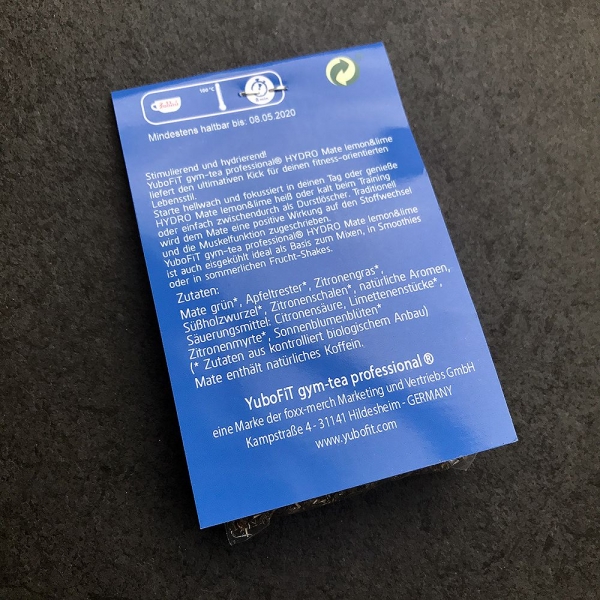 100 °C
Mindestens haltbar bis: 08.05.2020
Stimulierend und hydrierend!
YuboFiT gym-tea professional® HYDRO Mate lemon&lime
liefert den ultimativen Kick für deinen fitness-orientierten
Lebensstil.
Starte hellwach und fokussiert in deinen Tag oder genieße
HYDRO Mate lemon&lime heiß oder kalt beim Training
oder einfach zwischendurch als Durstlöscher. Traditionell
wird dem Mate eine positive Wirkung auf den Stoffwechsel
und die Muskelfunktion zugeschrieben.
YuboFiT gym-tea professional® HYDRO Mate lemon&lime
ist auch eisgekühlt ideal als Basis zum Mixen, in Smoothies
oder in sommerlichen Frucht-Shakes.
Zutaten:
Mate grün*, Apfeltrester*, Zitronengras*,
Süßholzwurzel*, Zitronenschalen*, natürliche Aromen,
Säuerungsmittel: Citronensäure, Limettenenstücke*,
Zitronenmyrte*, Sonnenblumenblüten*
(* Zutaten aus kontrolliert biologischem Anbau)
Mate enthält natürliches Koffein.
YuboFiT gym-tea professional ®
eine Marke der foxx-merch Marketing und Vertriebs GmbH
Kampstraße 4 - 31141 Hildesheim - GERMANY
www.yubofit.com